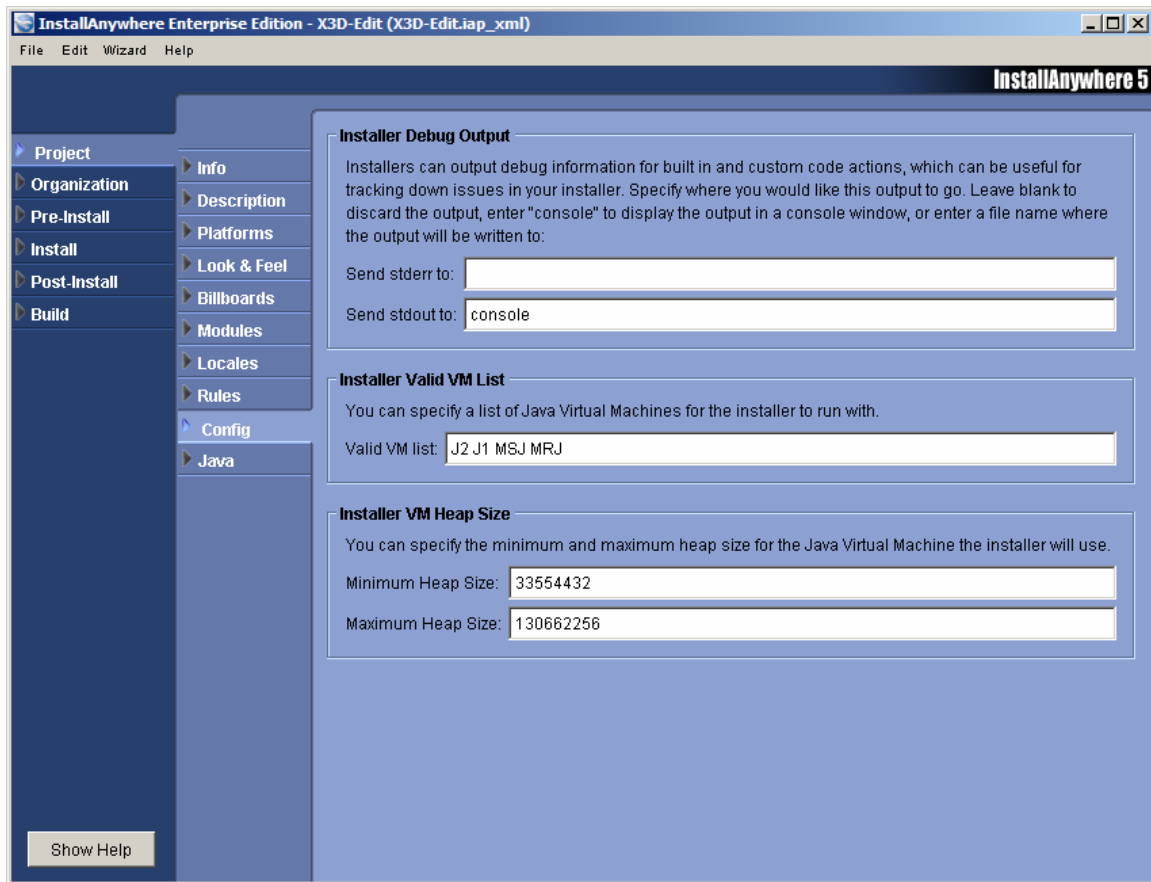 InstallAnywhere Enterprise Edition - X3D-Edit (X3D-Edit.iap_xml)
File Edit Wizard Help
InstallAnywhere 5
Project
Organization
Pre-Install
Install
Post-Install
Build
Info
Description
Platforms
Look & Feel
Billboards
Modules
Locales
Rules
Config
Java
Installer Debug Output
Installers can output debug information for built in and custom code actions, which can be useful for
tracking down issues in your installer. Specify where you would like this output to go. Leave blank to
discard the output, enter "console" to display the output in a console window, or enter a file name where
the output will be written to:
Send stderr to:
Send stdout to: console
Installer Valid VM List
You can specify a list of Java Virtual Machines for the installer to run with.
Valid VM list: J2 J1 MSJ MRJ
Installer VM Heap Size
You can specify the minimum and maximum heap size for the Java Virtual Machine the installer will use.
Minimum Heap Size: 33554432
Maximum Heap Size: 130662256
Show Help